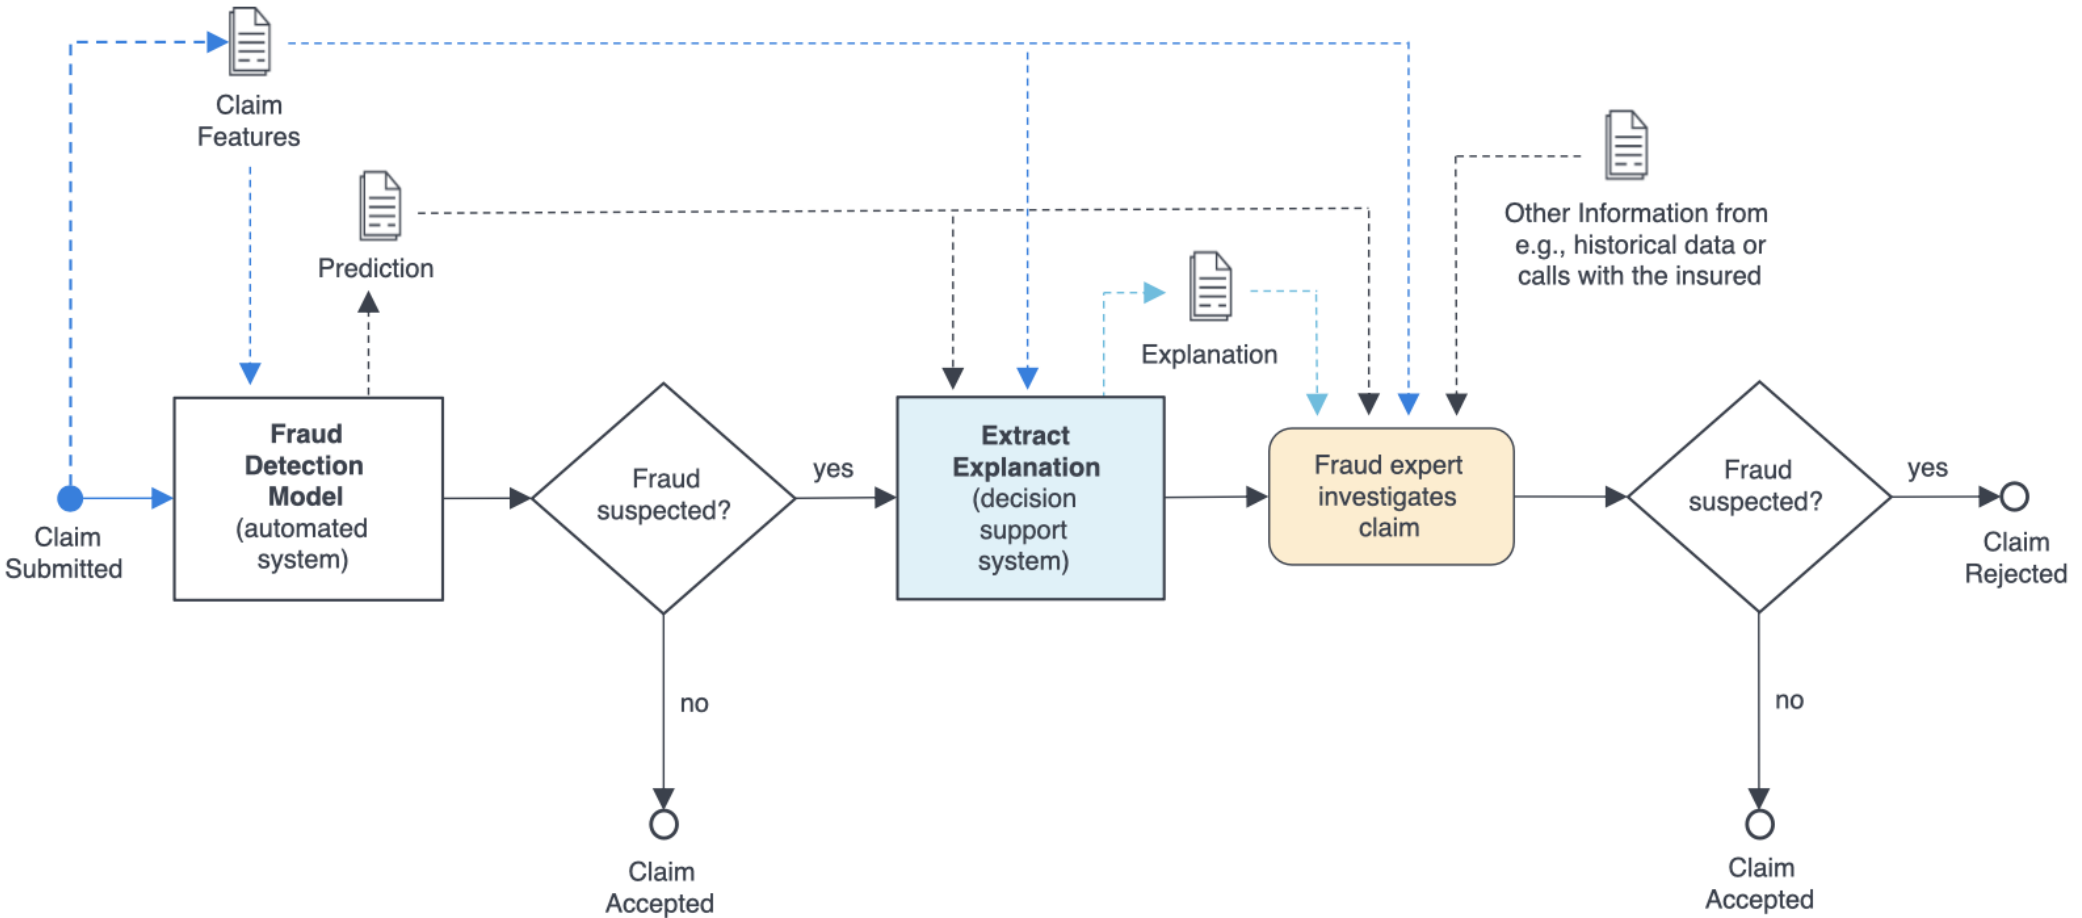 Claim
Features
Prediction
Other Information from
e.g., historical data or
calls with the insured
Explanation
Claim
Submitted
Fraud
Detection
Model
(automated
system)
Fraud
suspected?
yes
no
Claim
Accepted
Extract
Explanation
(decision
support
system)
Fraud expert
investigates
claim
Fraud
suspected?
yes
Claim
Rejected
no
Claim
Accepted